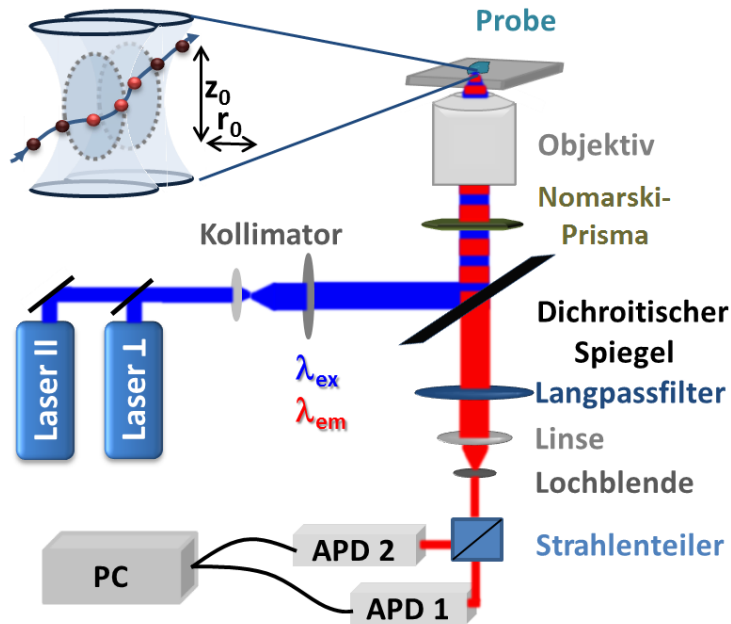 Probe
z0
r0
Objektiv
Nomarski-
Prisma
Kollimator
Dichroitischer
Spiegel
Laser II
Laser ⊥
λex
λem
Langpassfilter
Linse
Lochblende
Strahlenteiler
APD 2
PC
APD 1